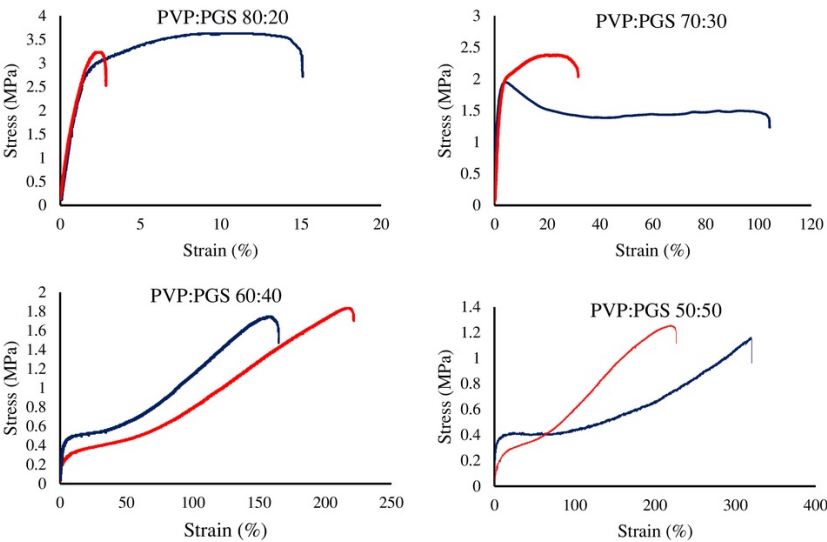 PVP:PGS 80:20
4
3.5
3
2.5
2
1.5
1
0.5
0
Stress (MPa)
0 5 10 15 20
Strain (%)
PVP:PGS 70:30
3
2.5
2
1.5
1
0.5
0
Stress (MPa)
0 20 40 60 80 100 120
Strain (%)
PVP:PGS 60:40
2
1.8
1.6
1.4
1.2
1
0.8
0.6
0.4
0.2
0
Stress (MPa)
0 50 100 150 200 250
Strain (%)
PVP:PGS 50:50
1.4
1.2
1
0.8
0.6
0.4
0.2
0
Stress (MPa)
0 100 200 300 400
Strain (%)